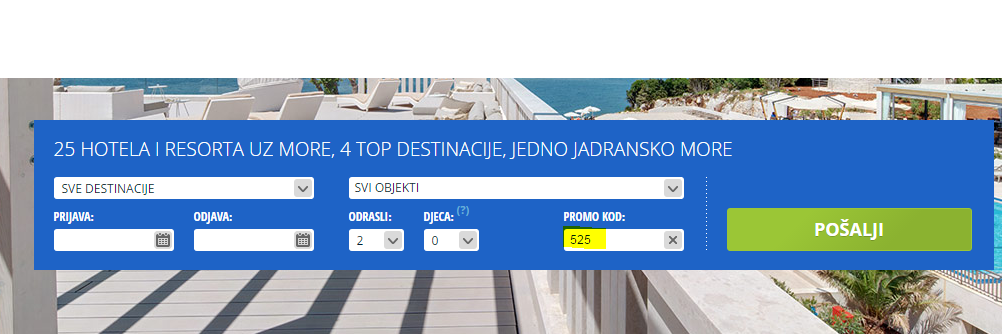 25 HOTELA I RESORTA UZ MORE, 4 TOP DESTINACIJE, JEDNO JADRANSKO MORE
SVE DESTINACIJE SVI OBJEKTI
PRIJAVA: ODJAVA: ODRASLI: DJECA: (?) PROMO KOD:
2 0 525
POŠALJI